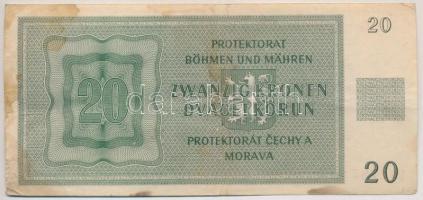 PROTEKTORAT
BÖHMEN UND MÄHREN
20
20
ZWANZIG KRONEN
DVACET KORUN
PROTEKTORÁT ČECHY A
MORAVA
20